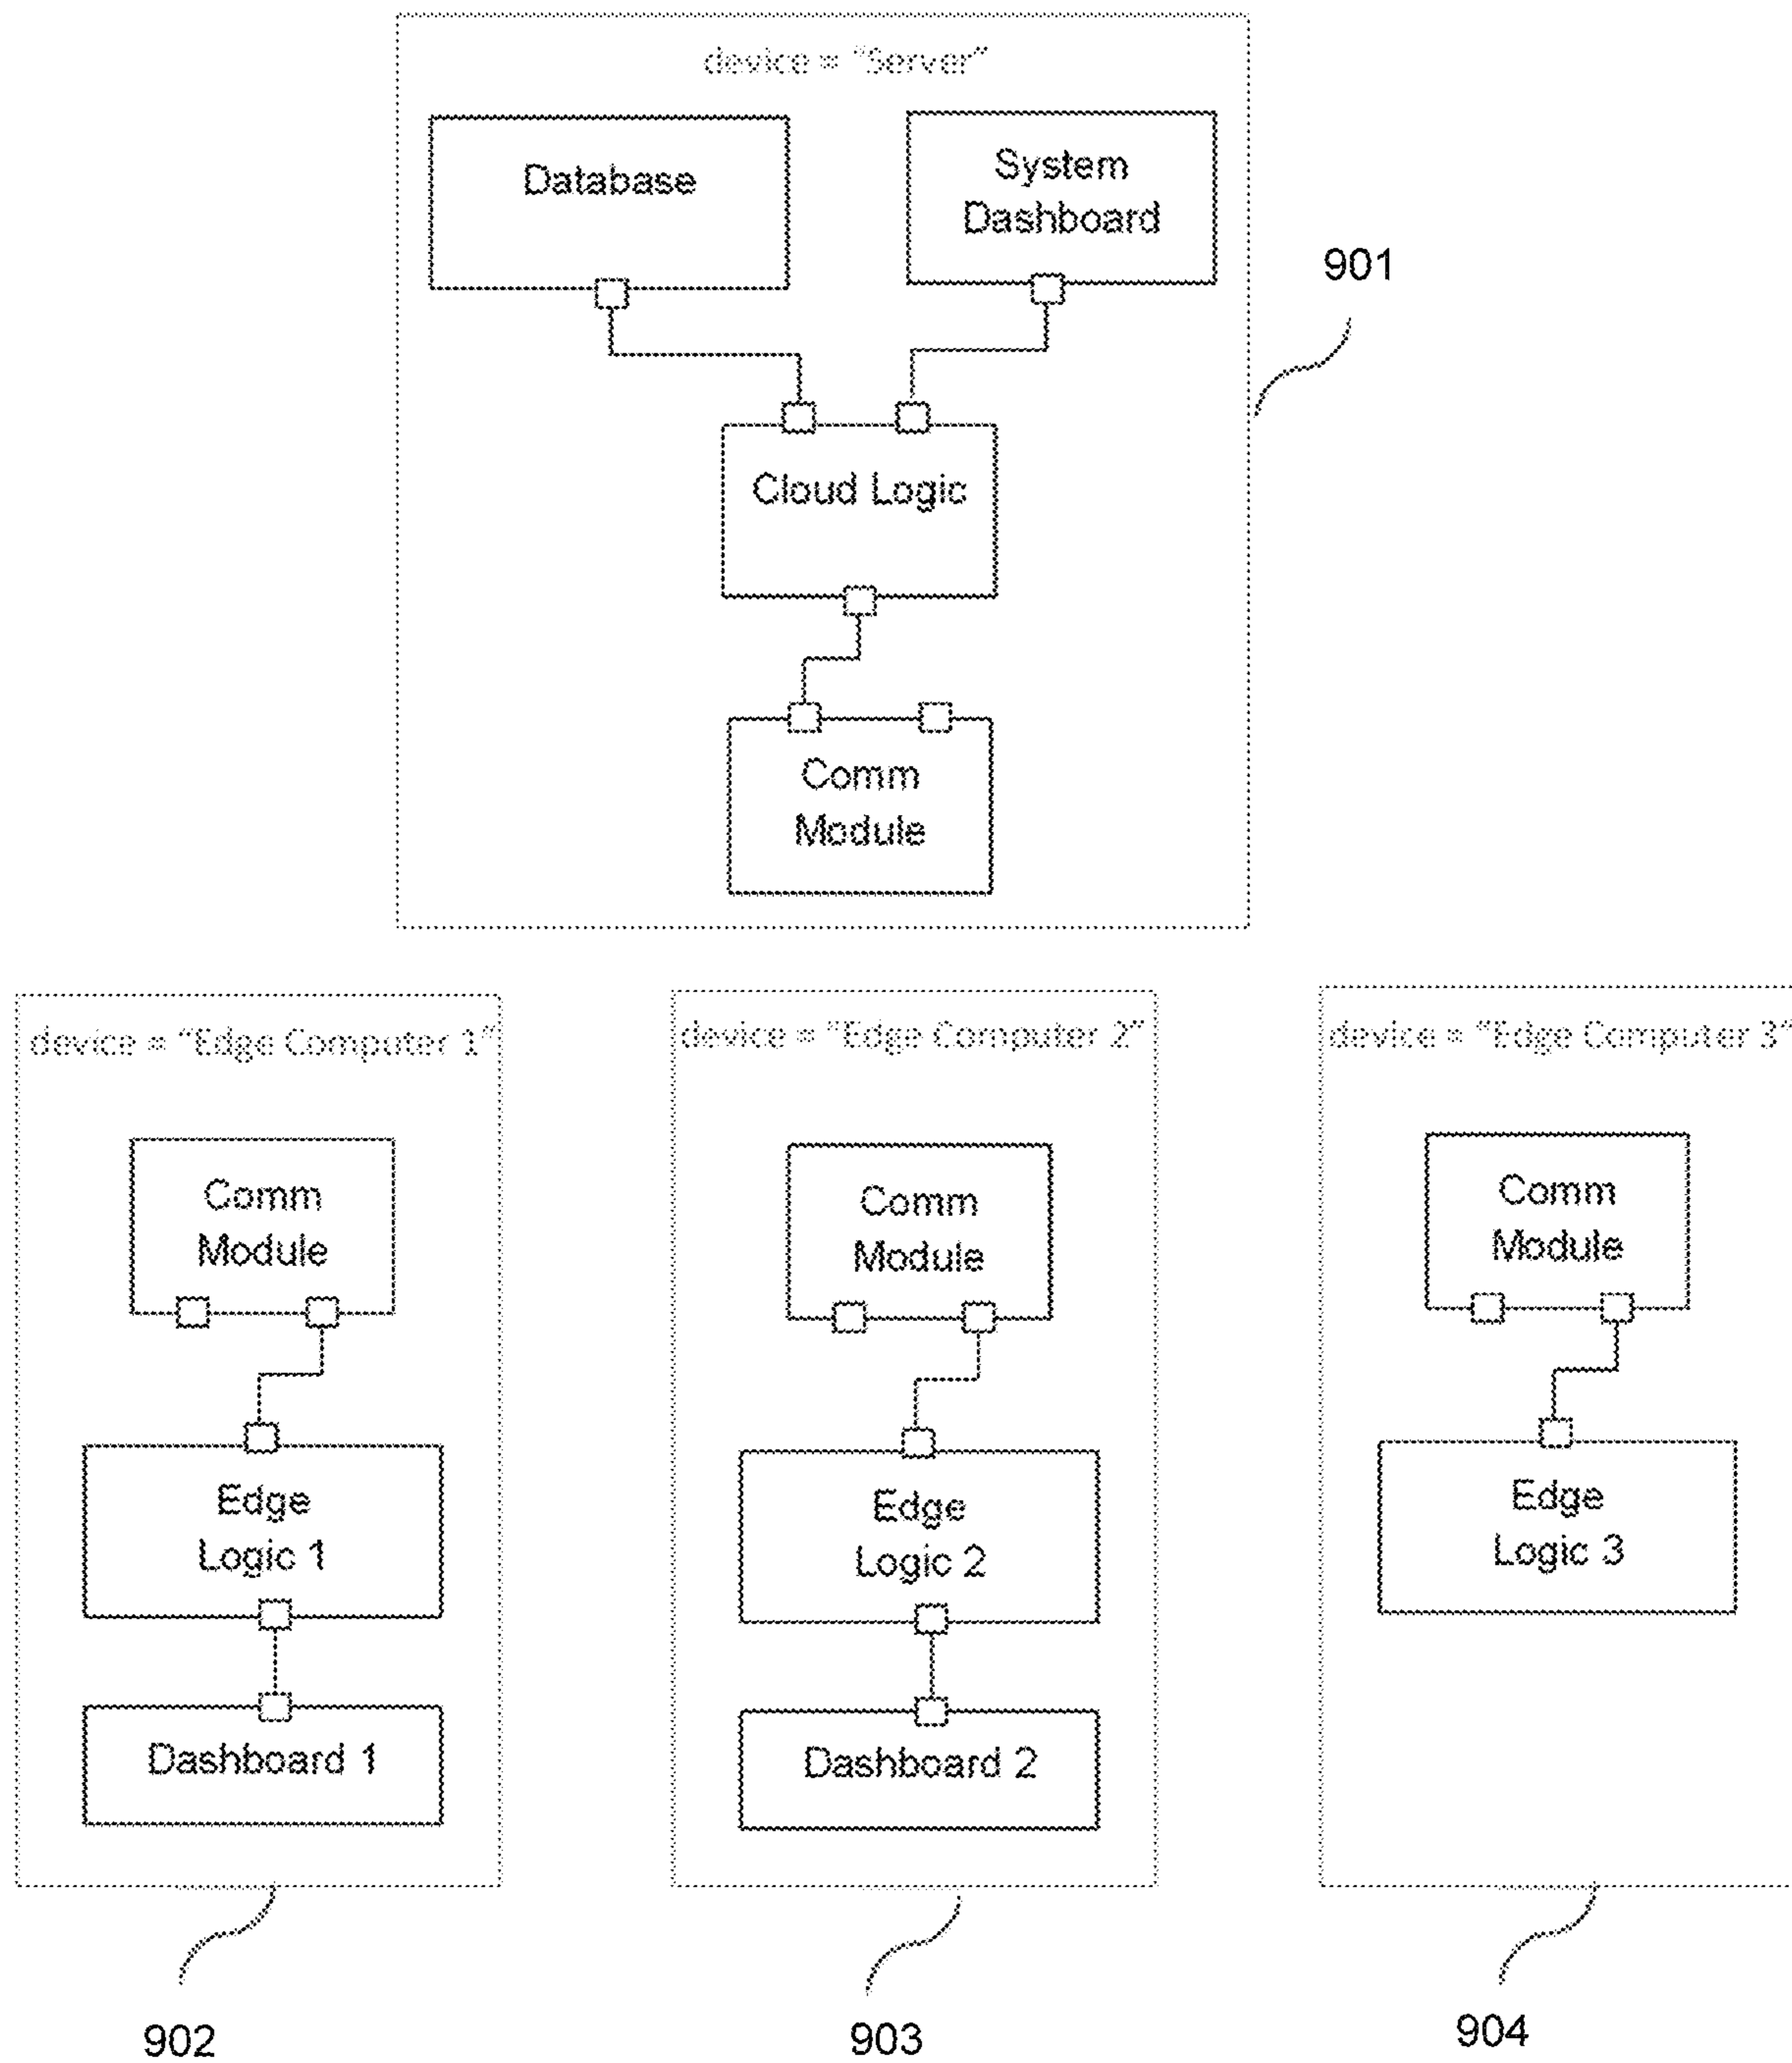 device = "Server"
Database
System
Dashboard
901
Cloud Logic
Comm
Module
device = "Edge Computer 1"
Comm
Module
Edge
Logic 1
Dashboard 1
902
device = "Edge Computer 2"
Comm
Module
Edge
Logic 2
Dashboard 2
903
device = "Edge Computer 3"
Comm
Module
Edge
Logic 3
904